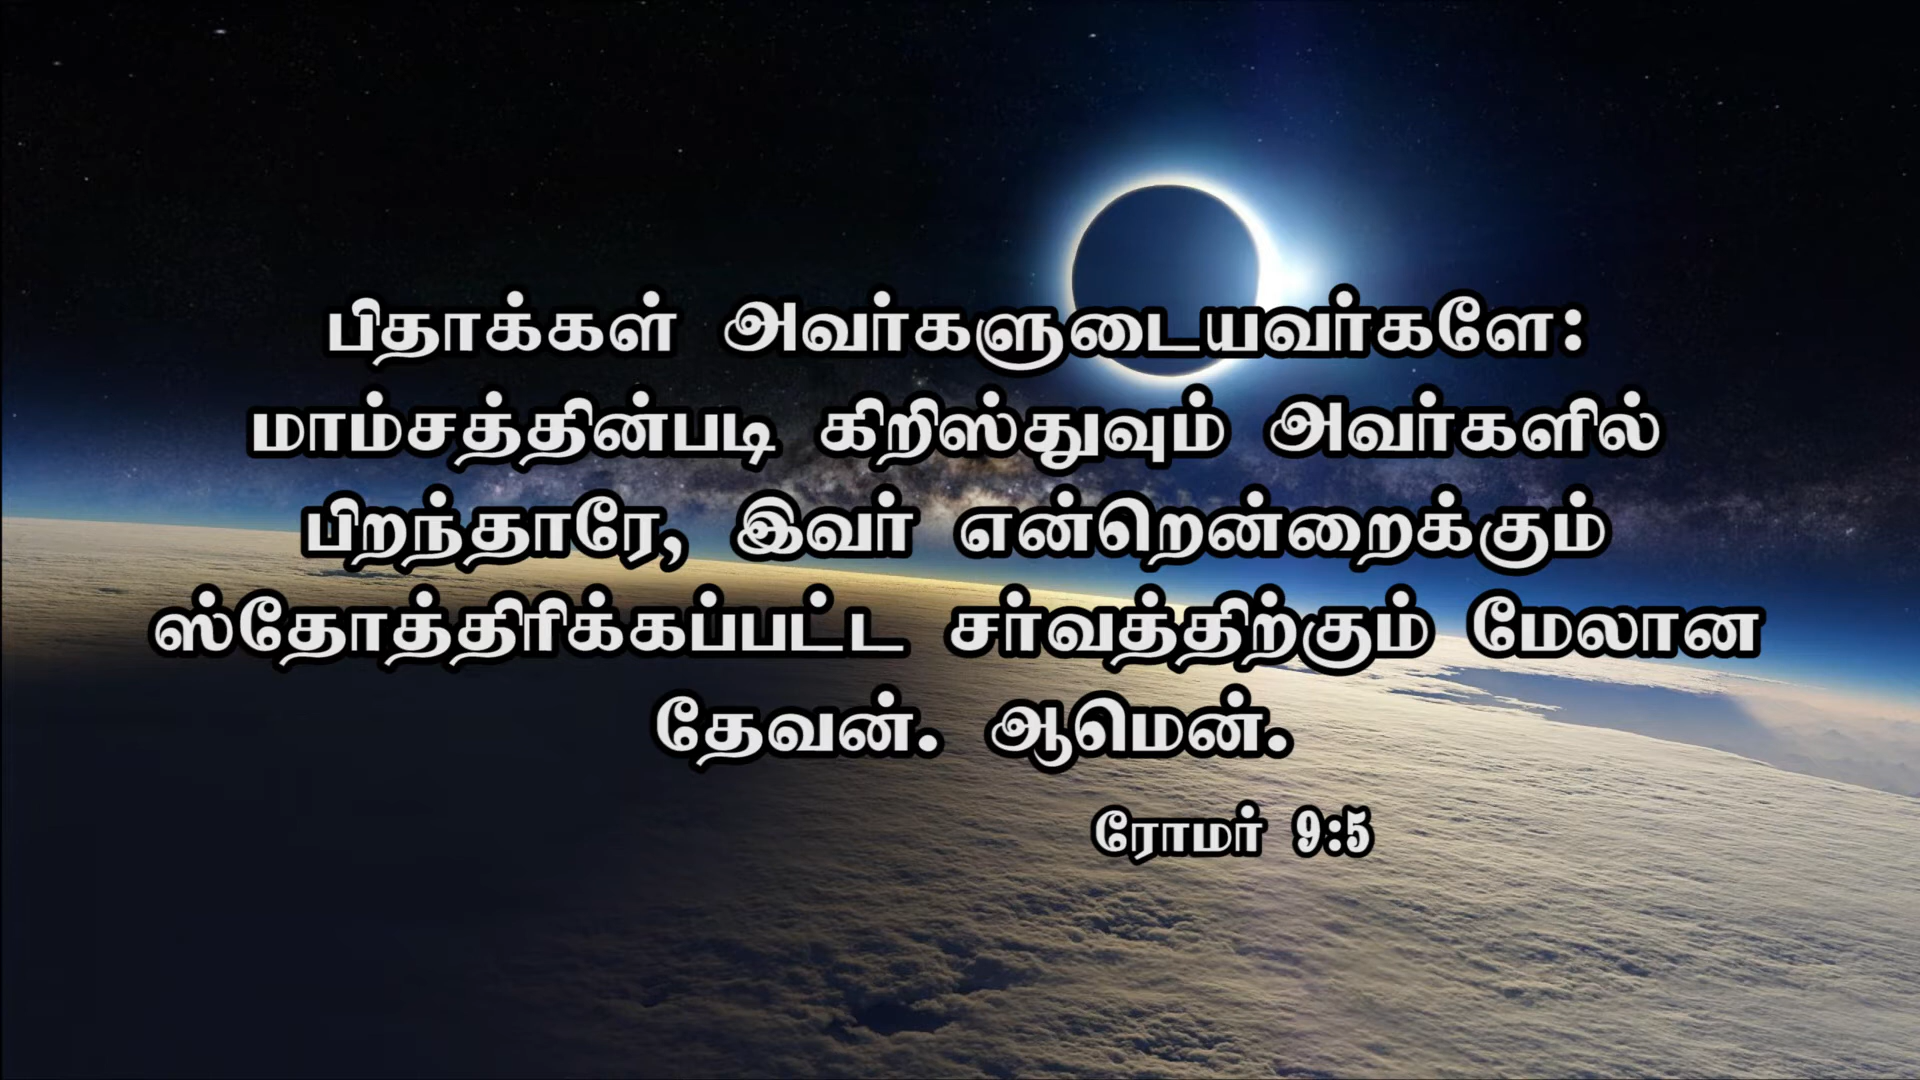 பிதாக்கள் அவர்களுடையவர்களே:
மாம்சத்தின்படி கிறிஸ்துவும் அவர்களில்
பிறந்தாரே, இவர் என்றென்றைக்கும்
ஸ்தோத்திரிக்கப்பட்ட சர்வத்திற்கும் மேலான
தேவன். ஆமென்.
ரோமர் 9:5